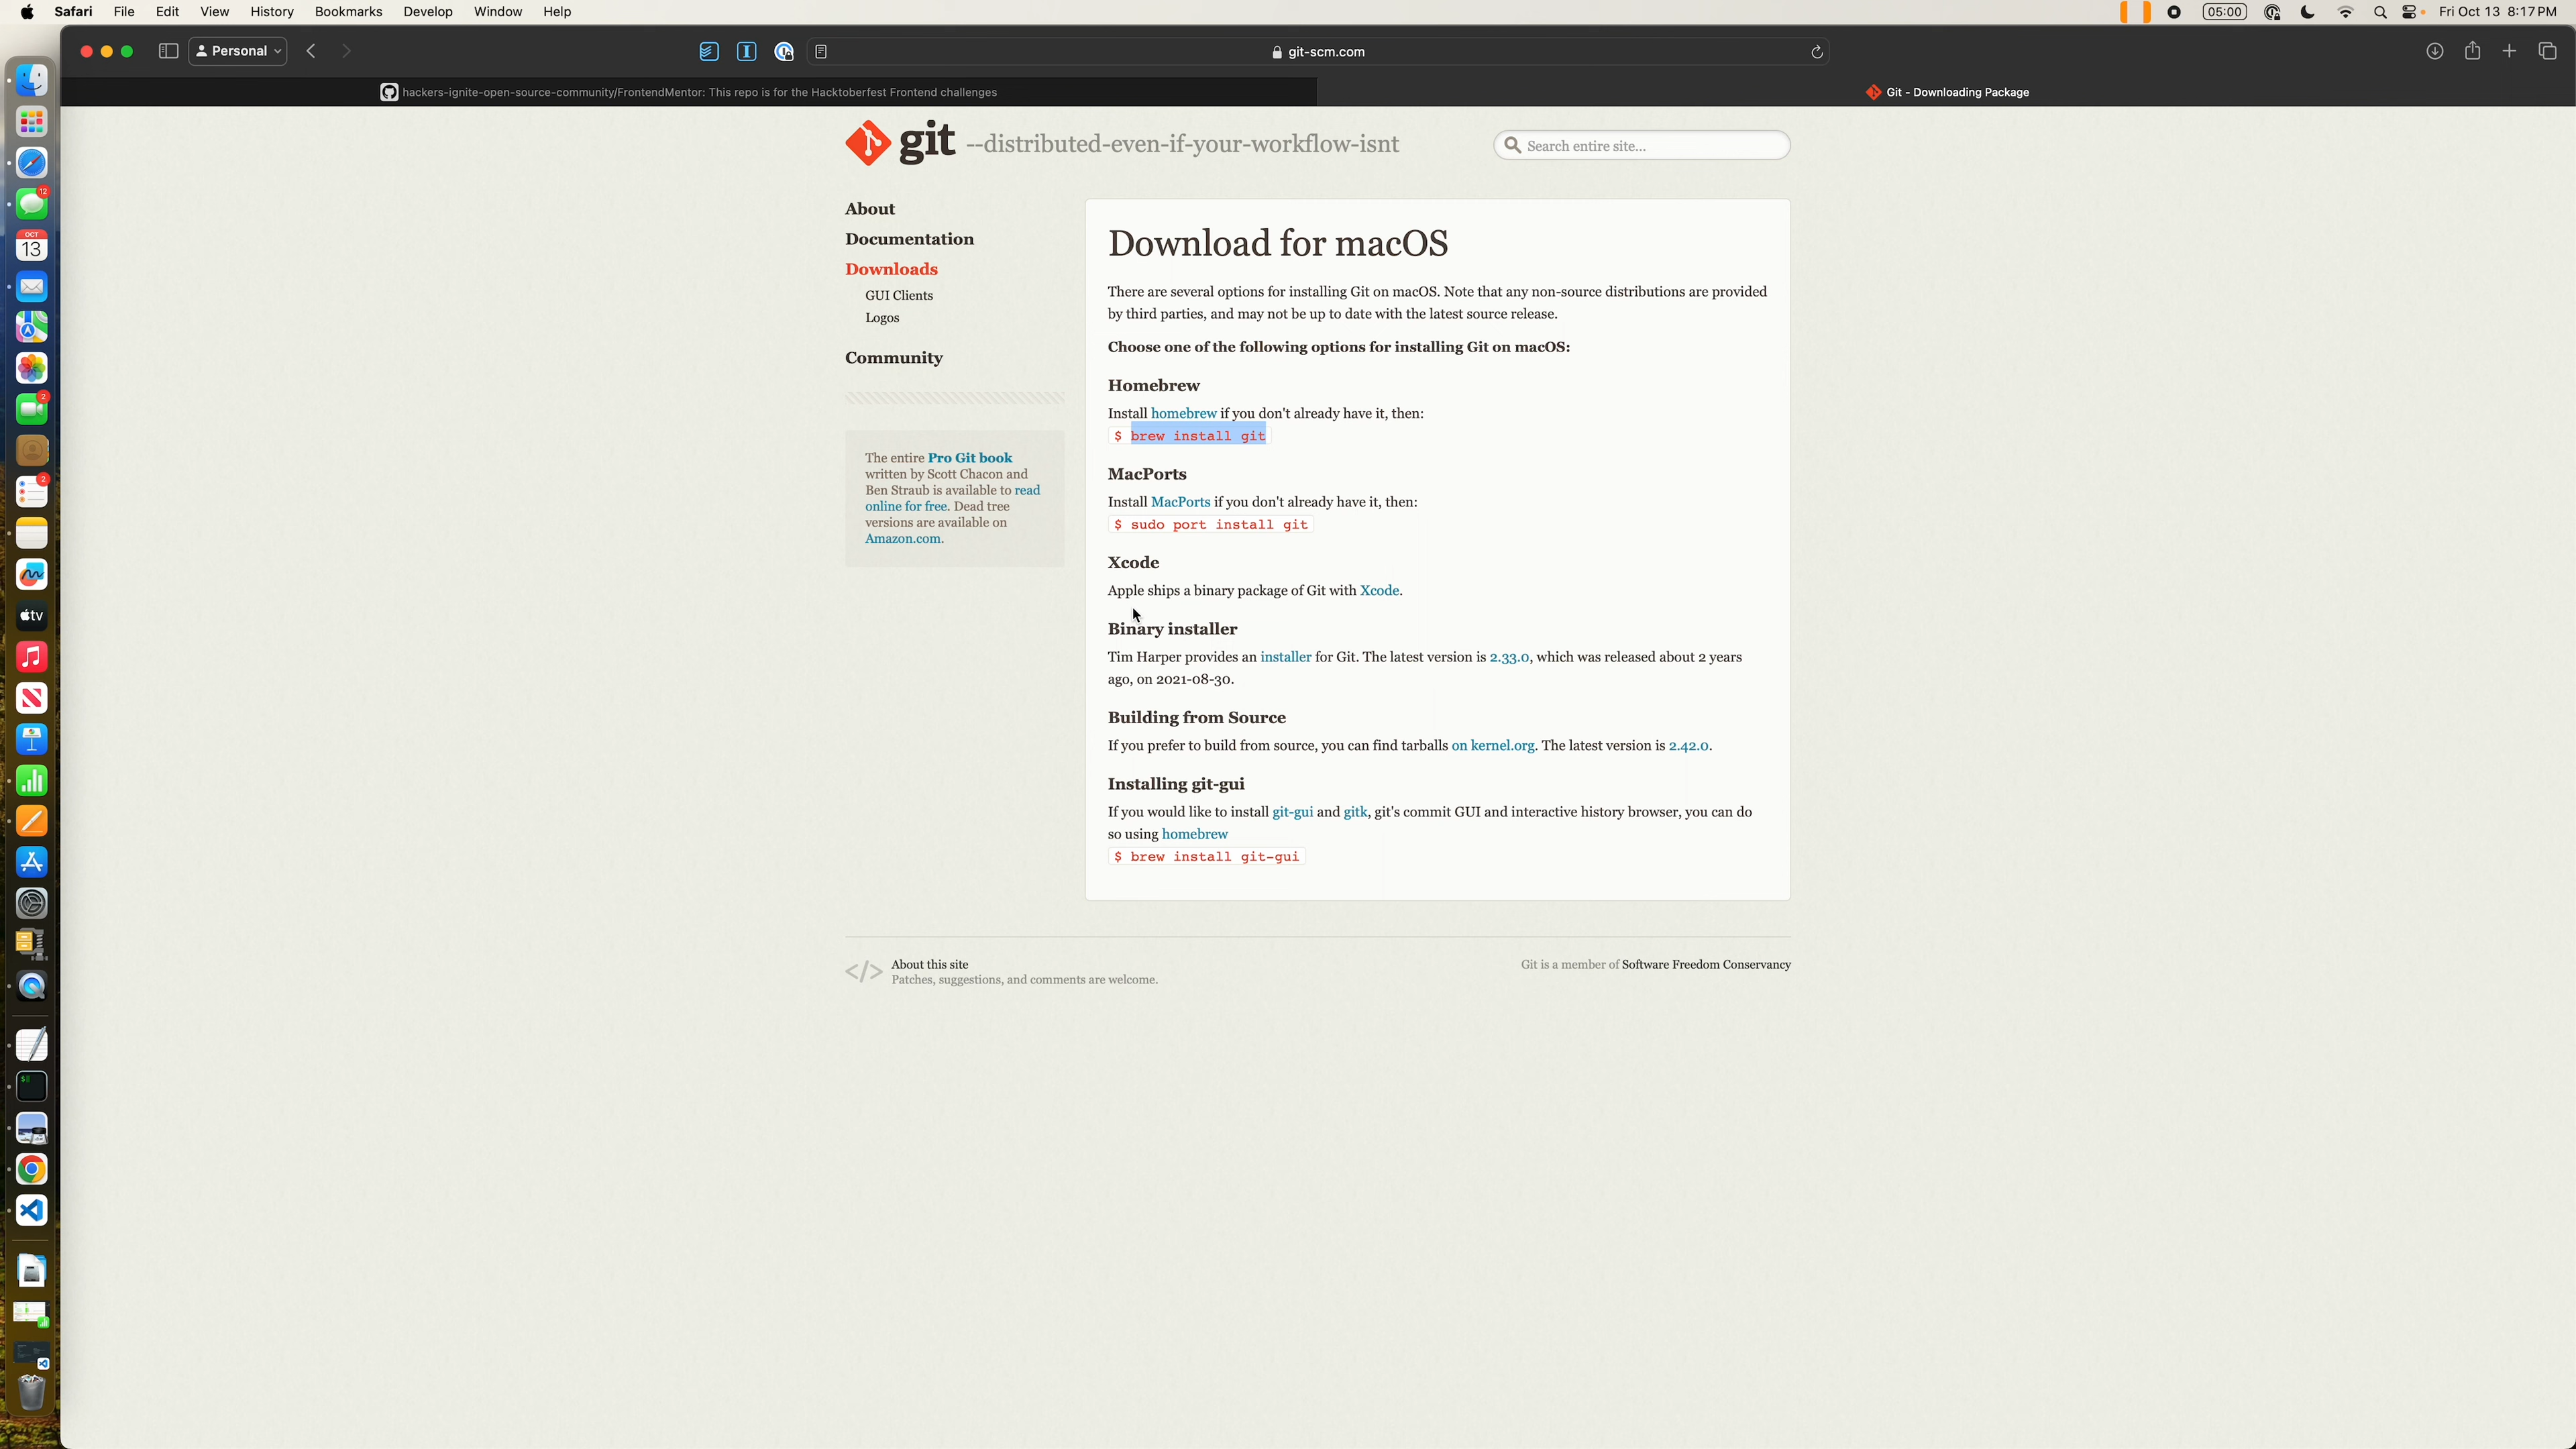 Safari File Edit View History Bookmarks Develop Window Help
05:00 Fri Oct 13 8:17 PM
Personal
git-scm.com
hackers-ignite-open-source-community/FrontendMentor: This repo is for the Hacktoberfest Frontend challenges
Git - Downloading Package
git --distributed-even-if-your-workflow-isnt
Search entire site...
About
Documentation
Downloads
GUI Clients
Logos
Community
The entire Pro Git book
written by Scott Chacon and
Ben Straub is available to read
online for free. Dead tree
versions are available on
Amazon.com.
Download for macOS
There are several options for installing Git on macOS. Note that any non-source distributions are provided
by third parties, and may not be up to date with the latest source release.
Choose one of the following options for installing Git on macOS:
Homebrew
Install homebrew if you don't already have it, then:
$ brew install git
MacPorts
Install MacPorts if you don't already have it, then:
$ sudo port install git
Xcode
Apple ships a binary package of Git with Xcode.
Binary installer
Tim Harper provides an installer for Git. The latest version is 2.33.0, which was released about 2 years
ago, on 2021-08-30.
Building from Source
If you prefer to build from source, you can find tarballs on kernel.org. The latest version is 2.42.0.
Installing git-gui
If you would like to install git-gui and gitk, git's commit GUI and interactive history browser, you can do
so using homebrew
$ brew install git-gui
</> About this site
Patches, suggestions, and comments are welcome.
Git is a member of Software Freedom Conservancy
12
OCT
13
2
2
tv